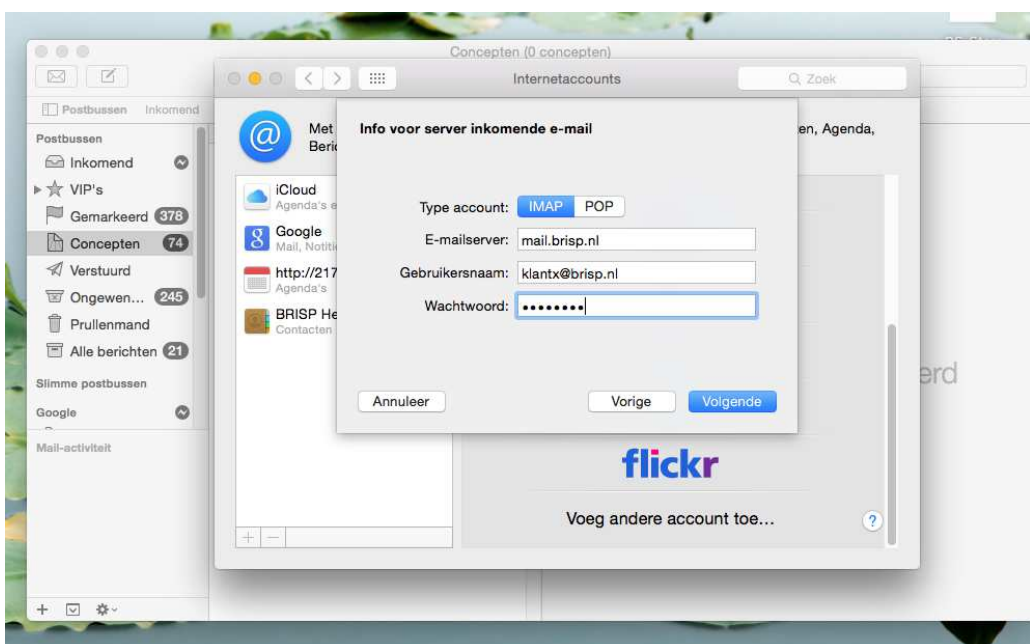 Concepten (0 concepten)
Internetaccounts
Zoek
Postbussen Inkomend
Postbussen
Inkomend
VIP's
Gemarkeerd 378
Concepten 74
Verstuurd
Ongewen... 245
Prullenmand
Alle berichten 21
Slimme postbussen
Google
Mail-activiteit
@
Met
en, Agenda,
Beri
iCloud
Agenda's e
Google
Mail, Notiti
http://217
Agenda's
BRISP He
Contacten
Info voor server inkomende e-mail
Type account: IMAP POP
E-mailserver: mail.brisp.nl
Gebruikersnaam: klantx@brisp.nl
Wachtwoord: ••••••••
Annuleer Vorige Volgende
erd
flickr
Voeg andere account toe...
?